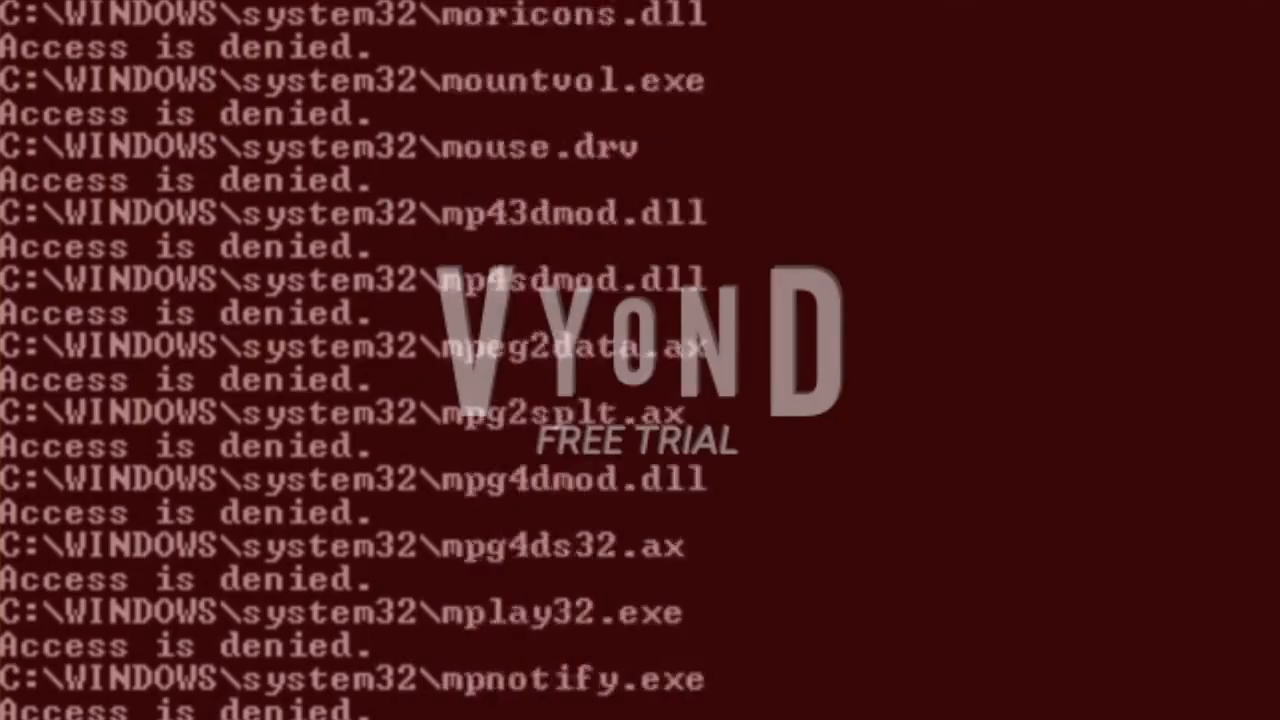 C:\WINDOWS\system32\moricons.dll
Access is denied.
C:\WINDOWS\system32\mountvol.exe
Access is denied.
C:\WINDOWS\system32\mouse.drv
Access is denied.
C:\WINDOWS\system32\mp43dmod.dll
Access is denied.
C:\WINDOWS\system32\mp4sdmod.dll
Access is denied.
C:\WINDOWS\system32\mpeg2data.ax
Access is denied.
C:\WINDOWS\system32\mpg2splt.ax
Access is denied.
C:\WINDOWS\system32\mpg4dmod.dll
Access is denied.
C:\WINDOWS\system32\mpg4ds32.ax
Access is denied.
C:\WINDOWS\system32\mplay32.exe
Access is denied.
C:\WINDOWS\system32\mpnotify.exe
Access is denied.
VYOND
FREE TRIAL